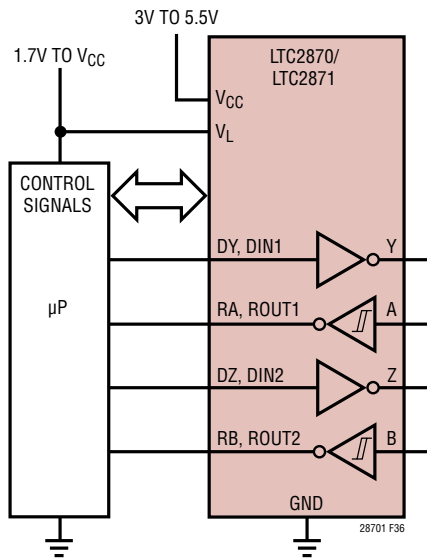 3V TO 5.5V
1.7V TO VCC
LTC2870/
LTC2871
VCC
VL
CONTROL
SIGNALS
µP
DY, DIN1
Y
RA, ROUT1
A
DZ, DIN2
Z
RB, ROUT2
B
GND
28701 F36